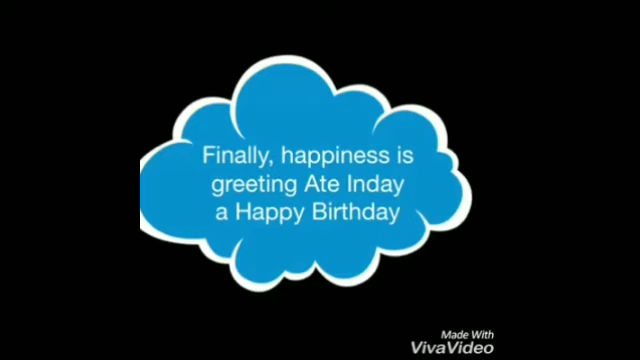 Finally, happiness is
greeting Ate Inday
a Happy Birthday
Made With
VivaVideo